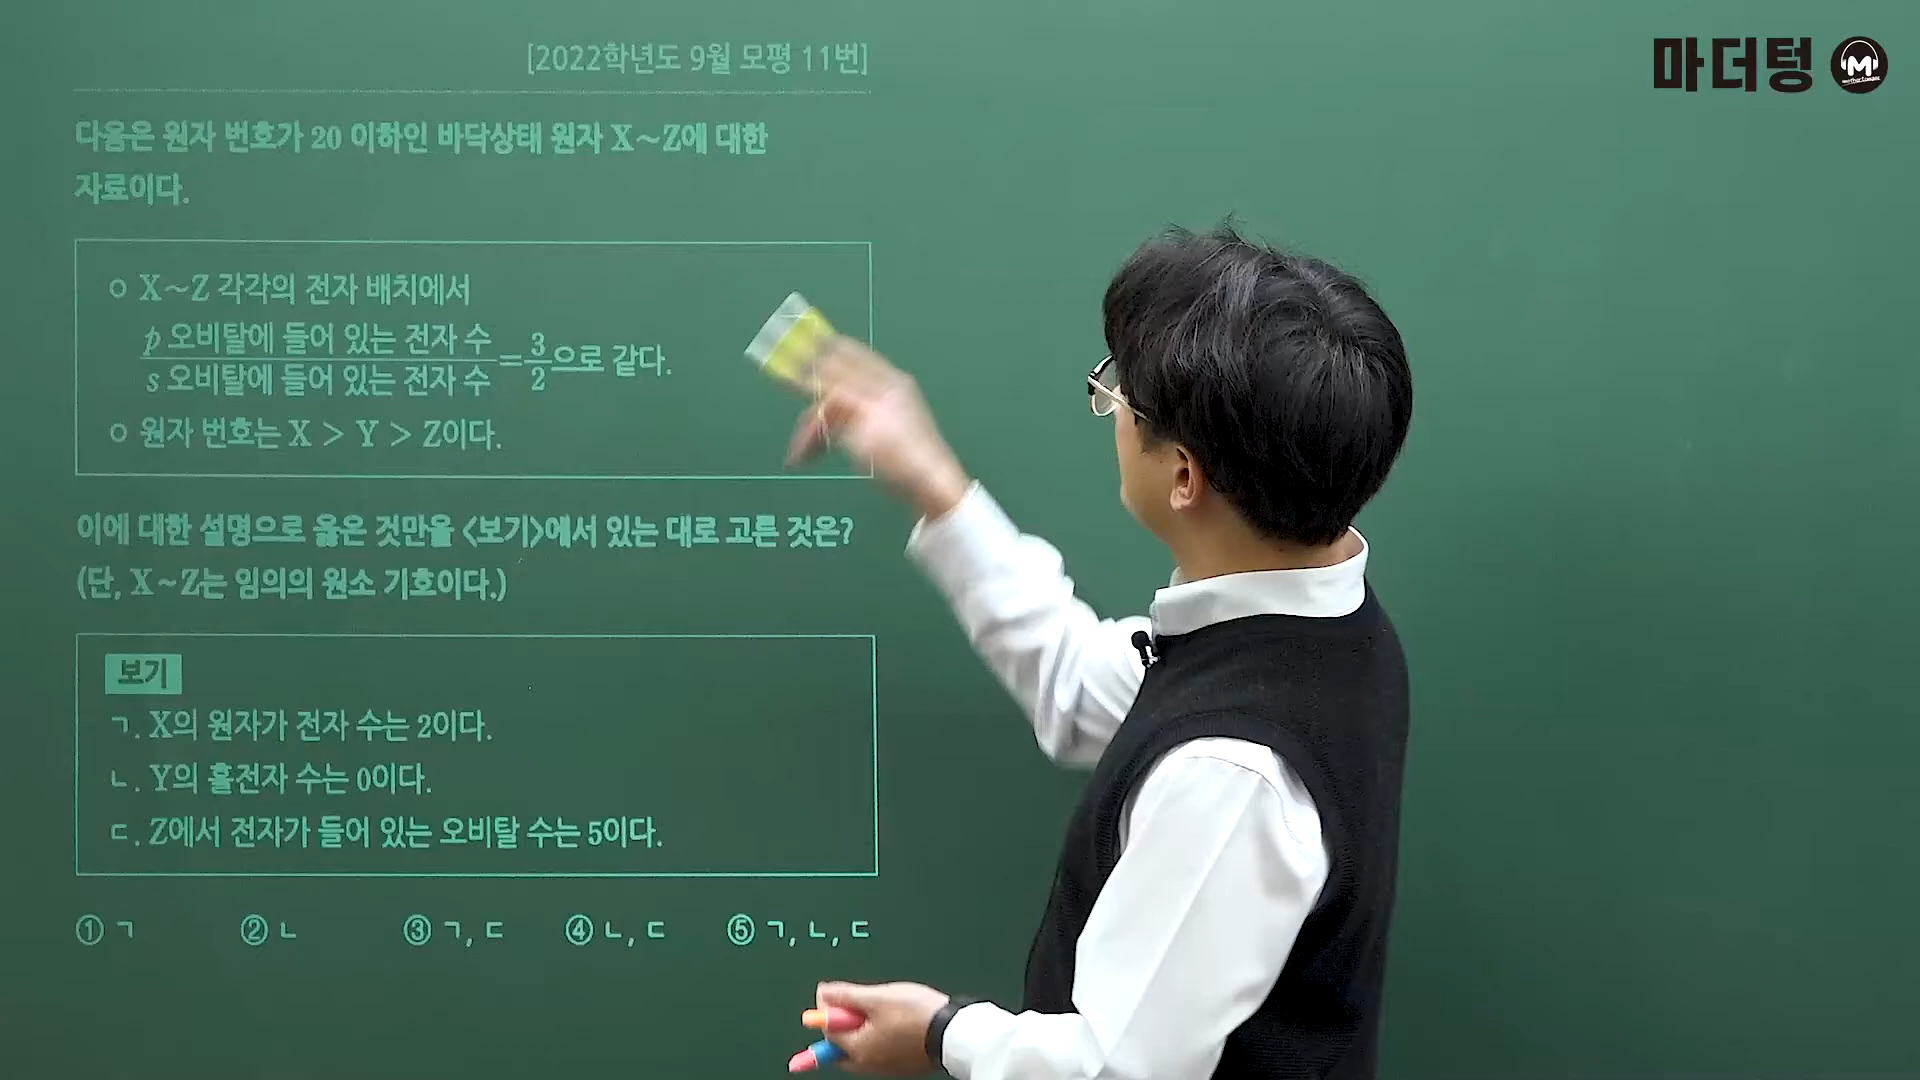 마더텅
M
[2022학년도 9월 모평 11번]
다음은 원자 번호가 20 이하인 바닥상태 원자 X~Z에 대한
자료이다.
○ X~Z 각각의 전자 배치에서
p 오비탈에 들어 있는 전자 수 / s 오비탈에 들어 있는 전자 수 = 3/2으로 같다.
○ 원자 번호는 X > Y > Z이다.
이에 대한 설명으로 옳은 것만을 <보기>에서 있는 대로 고른 것은?
(단, X~Z는 임의의 원소 기호이다.)
보기
ㄱ. X의 원자가 전자 수는 2이다.
ㄴ. Y의 홀전자 수는 0이다.
ㄷ. Z에서 전자가 들어 있는 오비탈 수는 5이다.
① ㄱ ② ㄴ ③ ㄱ, ㄷ ④ ㄴ, ㄷ ⑤ ㄱ, ㄴ, ㄷ